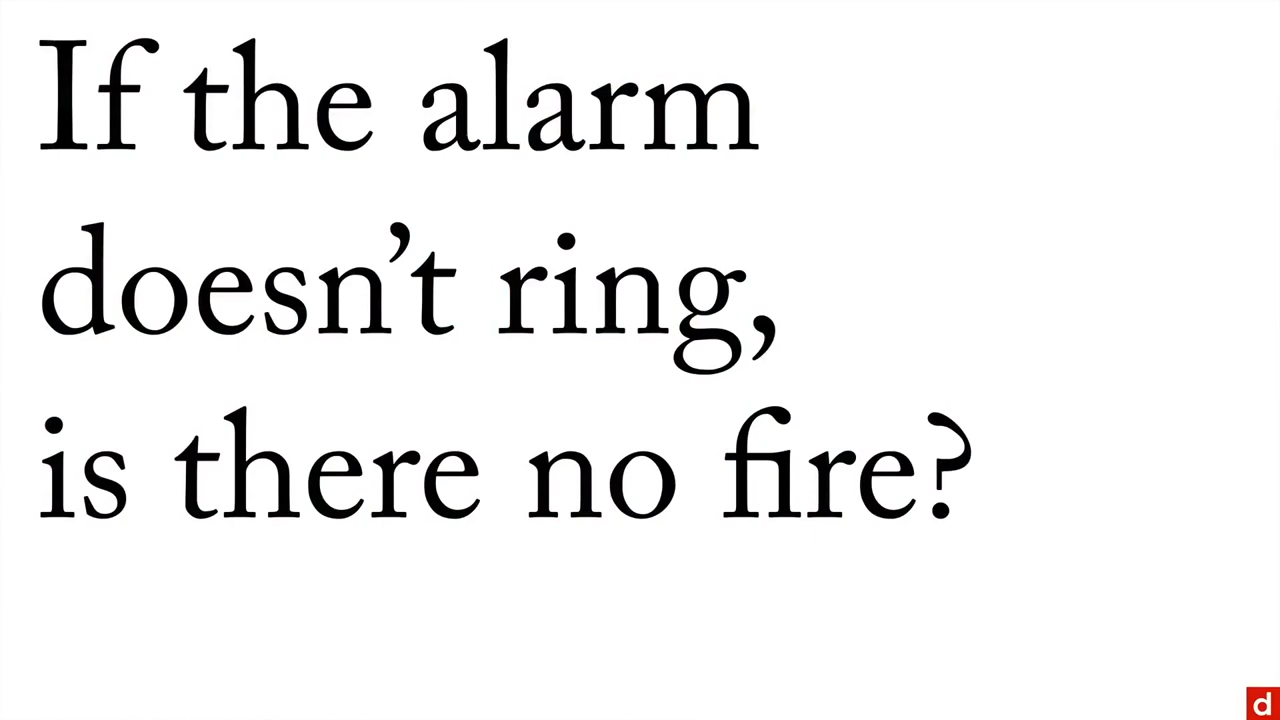 If the alarm
doesn’t ring,
is there no fire?
d